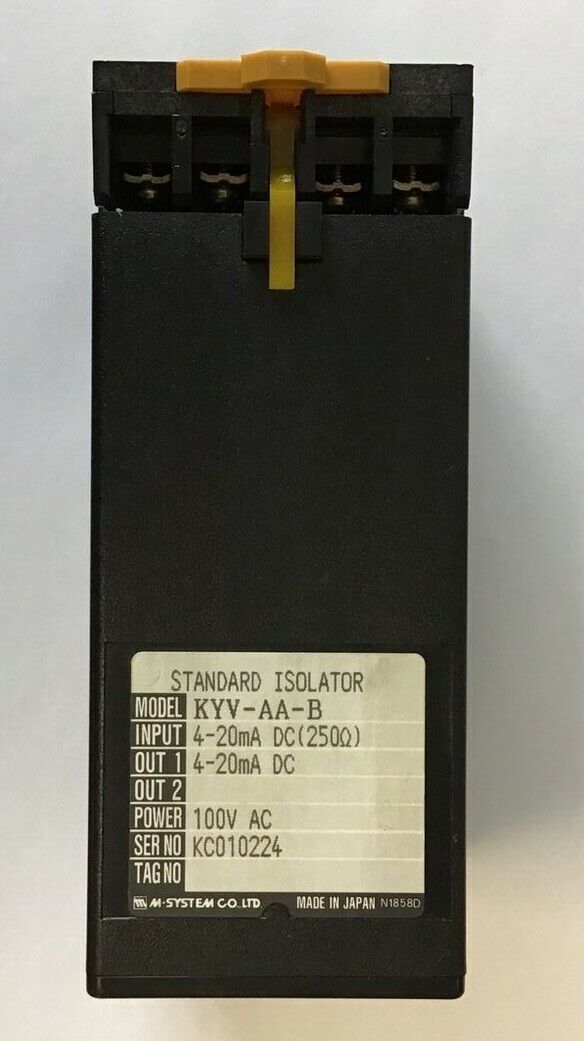 STANDARD ISOLATOR
MODEL KYV-AA-B
INPUT 4-20mA DC(250Ω)
OUT 1 4-20mA DC
OUT 2
POWER 100V AC
SER NO KC010224
TAG NO
M-SYSTEM CO.,LTD. MADE IN JAPAN N1858D